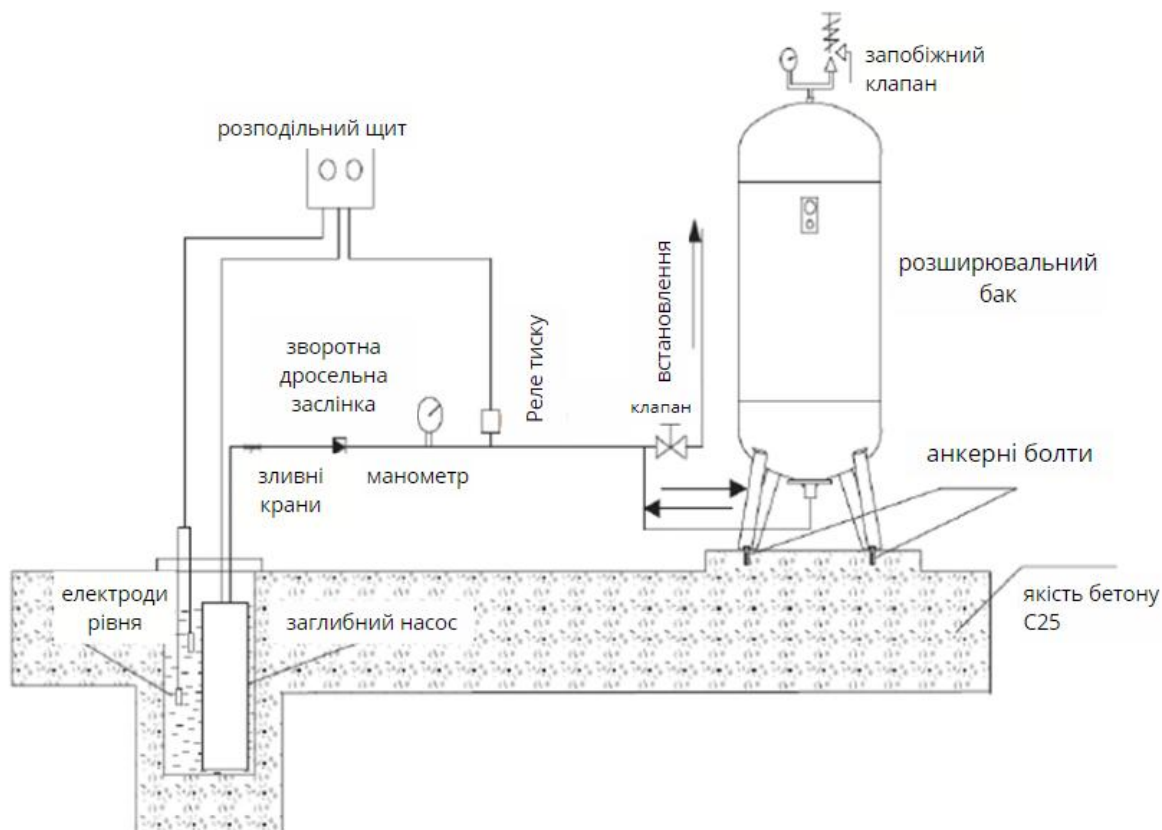 запобіжний
клапан
розподільний щит
розширювальний
бак
встановлення
Реле тиску
зворотна
дросельна
заслінка
клапан
анкерні болти
зливні
крани
манометр
електроди
рівня
заглибний насос
якість бетону
C25